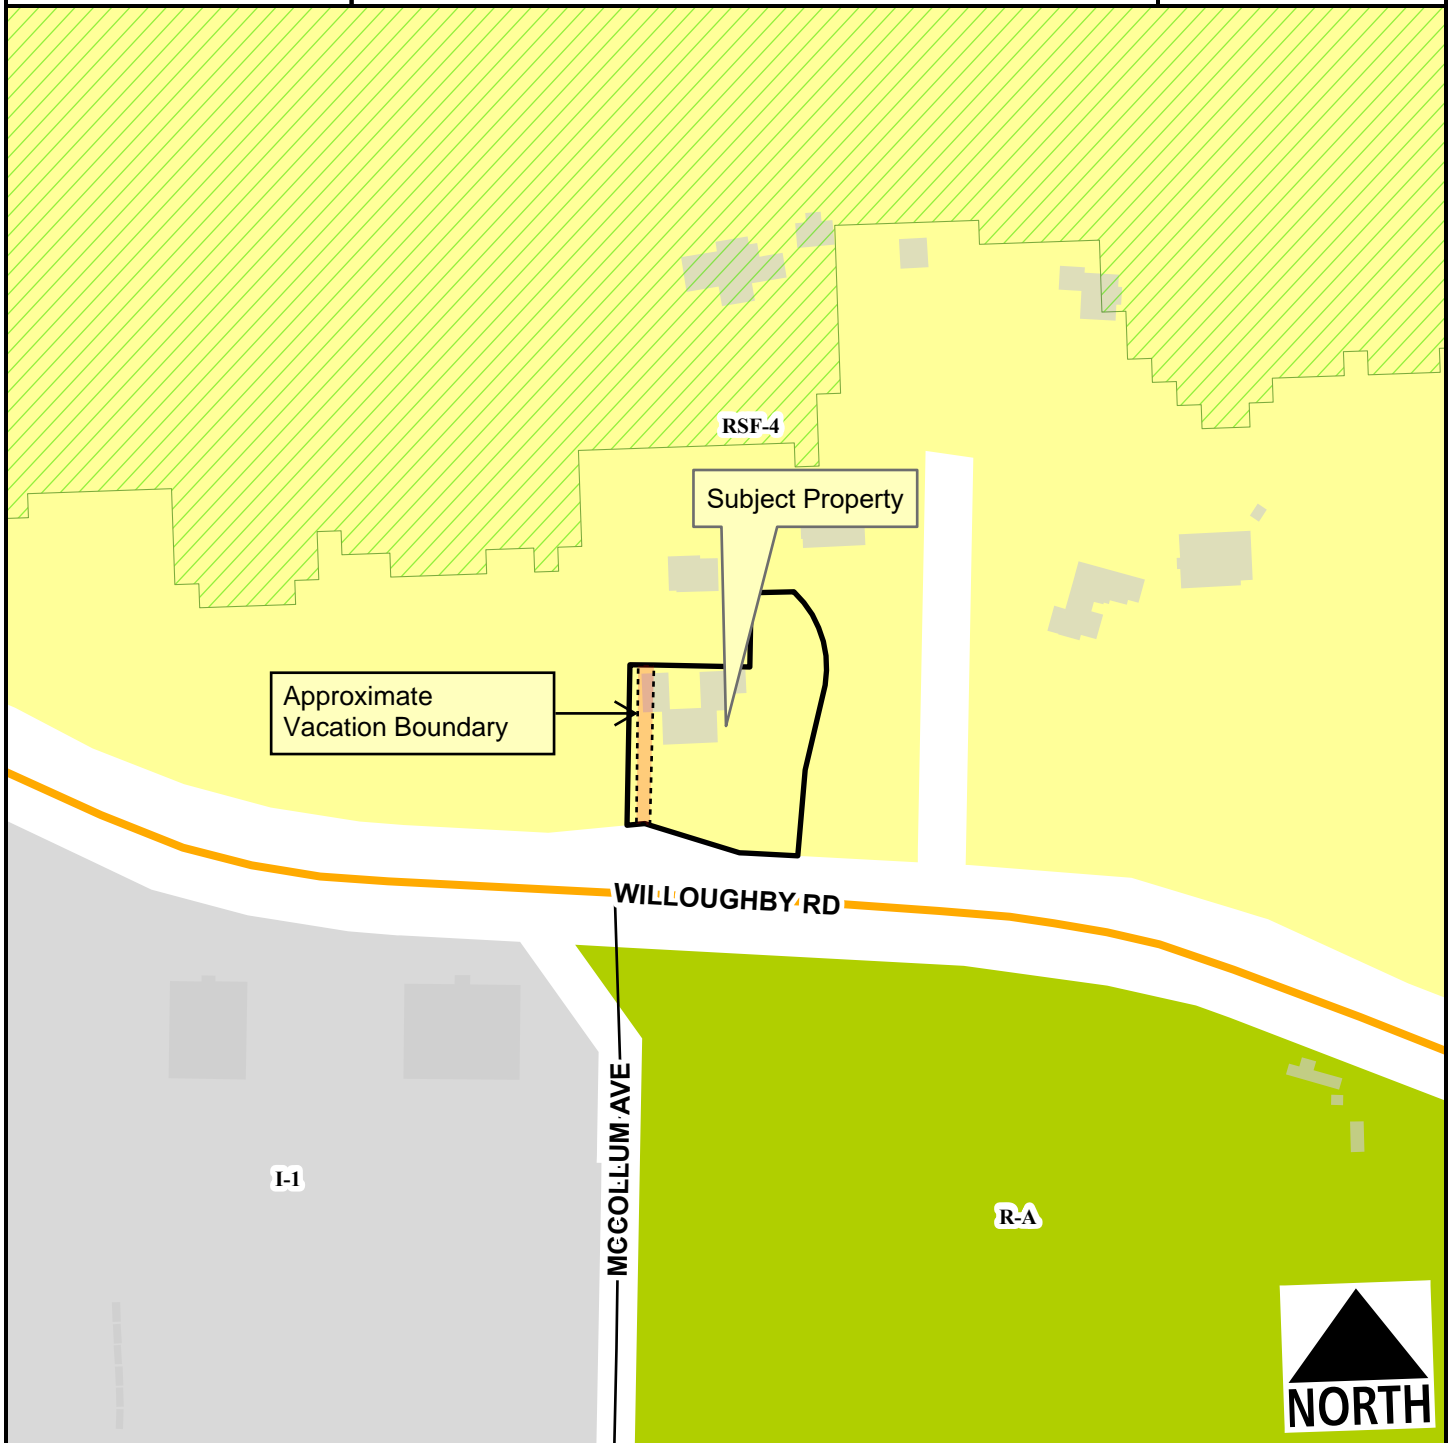 RSF-4
Subject Property
Approximate
Vacation Boundary
WILLOUGHBY RD
MCCOLLUM AVE
I-1
R-A
NORTH